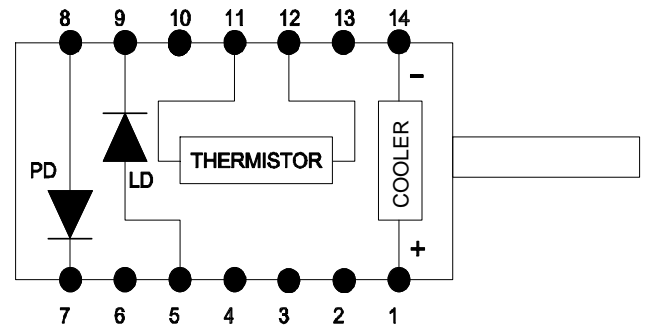 8 9 10 11 12 13 14
−
THERMISTOR
COOLER
PD
LD
+
7 6 5 4 3 2 1